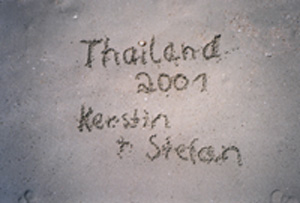 Thailand
2001
Kerstin
+ Stefan